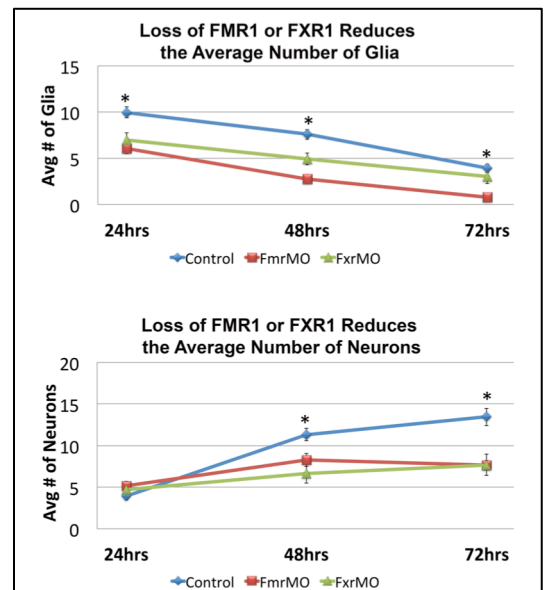 Loss of FMR1 or FXR1 Reduces
the Average Number of Glia
Avg # of Glia
15
10
5
0
*
*
*
24hrs
48hrs
72hrs
Control FmrMO FxrMO
Loss of FMR1 or FXR1 Reduces
the Average Number of Neurons
Avg # of Neurons
20
15
10
5
0
*
*
24hrs
48hrs
72hrs
Control FmrMO FxrMO